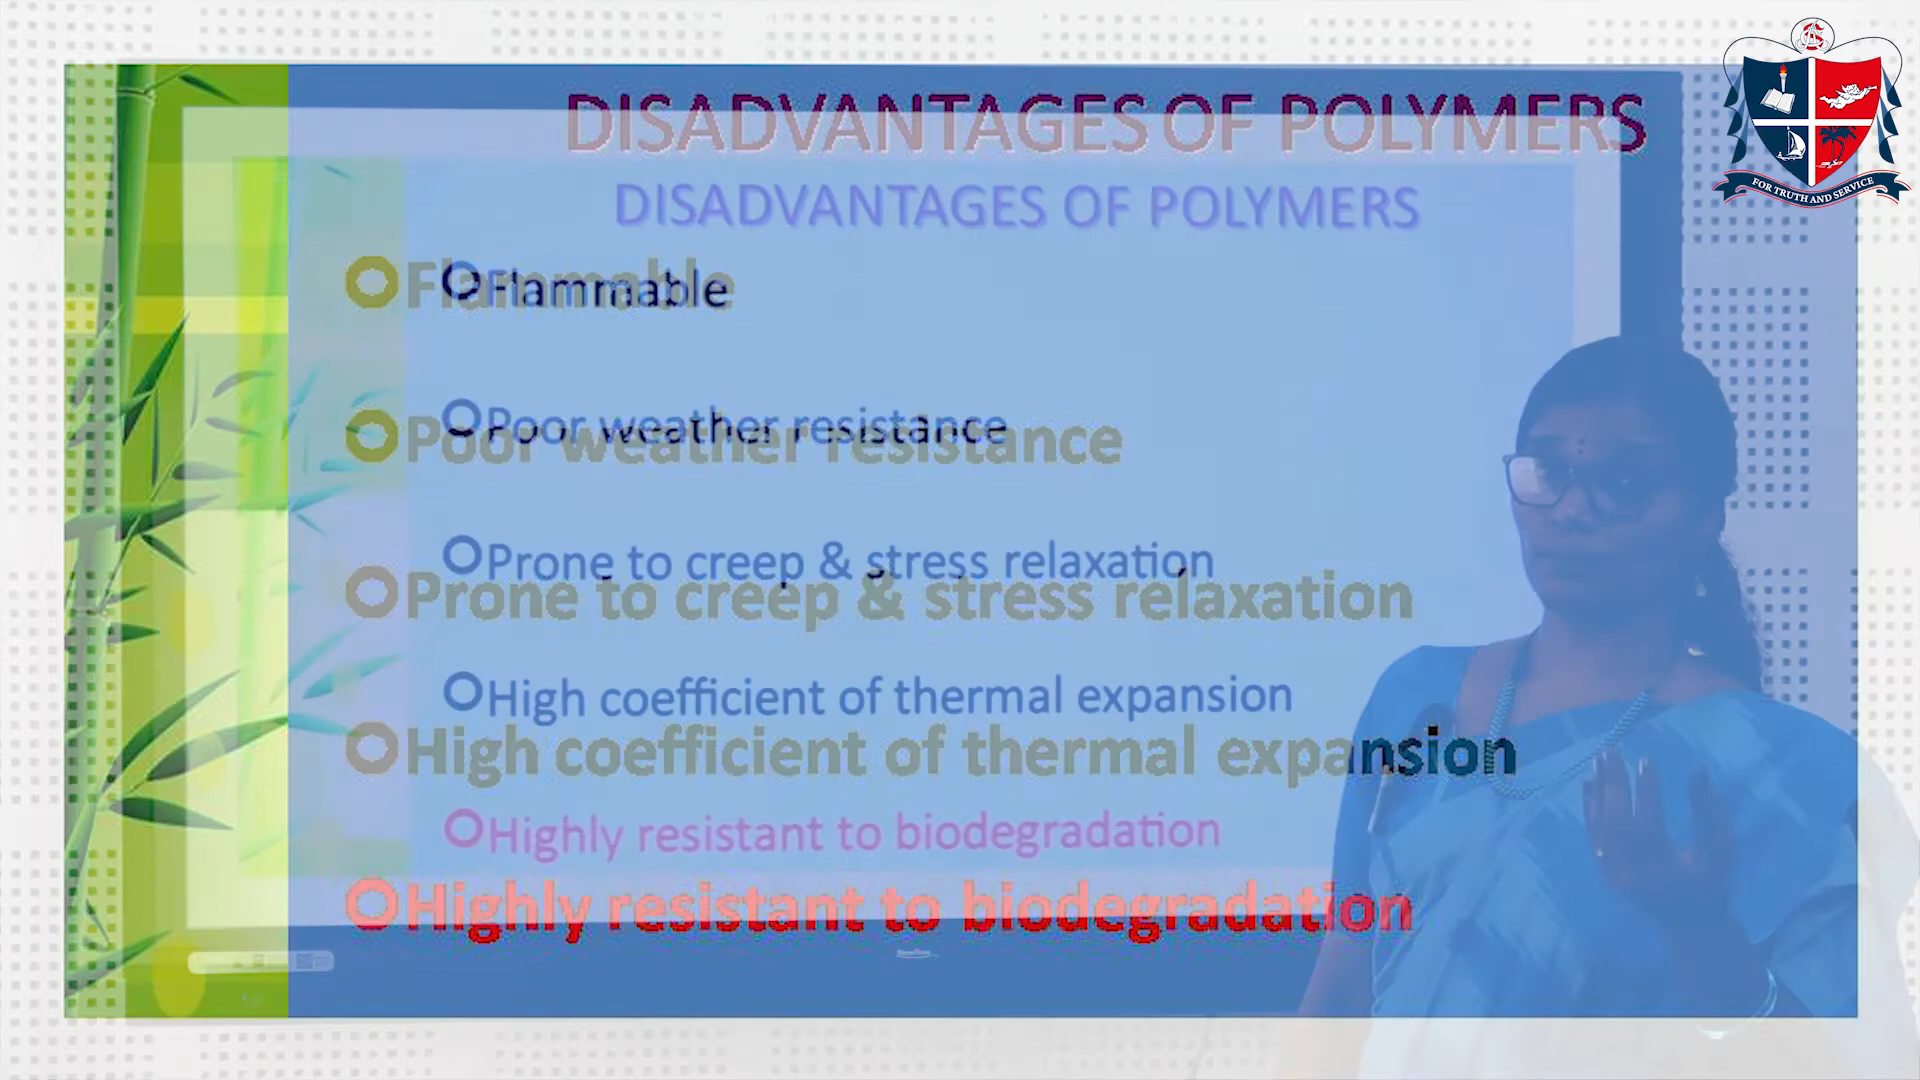 DISADVANTAGES OF POLYMERS
DISADVANTAGES OF POLYMERS
Flammable
Flammable
Poor weather resistance
Poor weather resistance
Prone to creep & stress relaxation
Prone to creep & stress relaxation
High coefficient of thermal expansion
High coefficient of thermal expansion
Highly resistant to biodegradation
Highly resistant to biodegradation
FOR TRUTH AND SERVICE